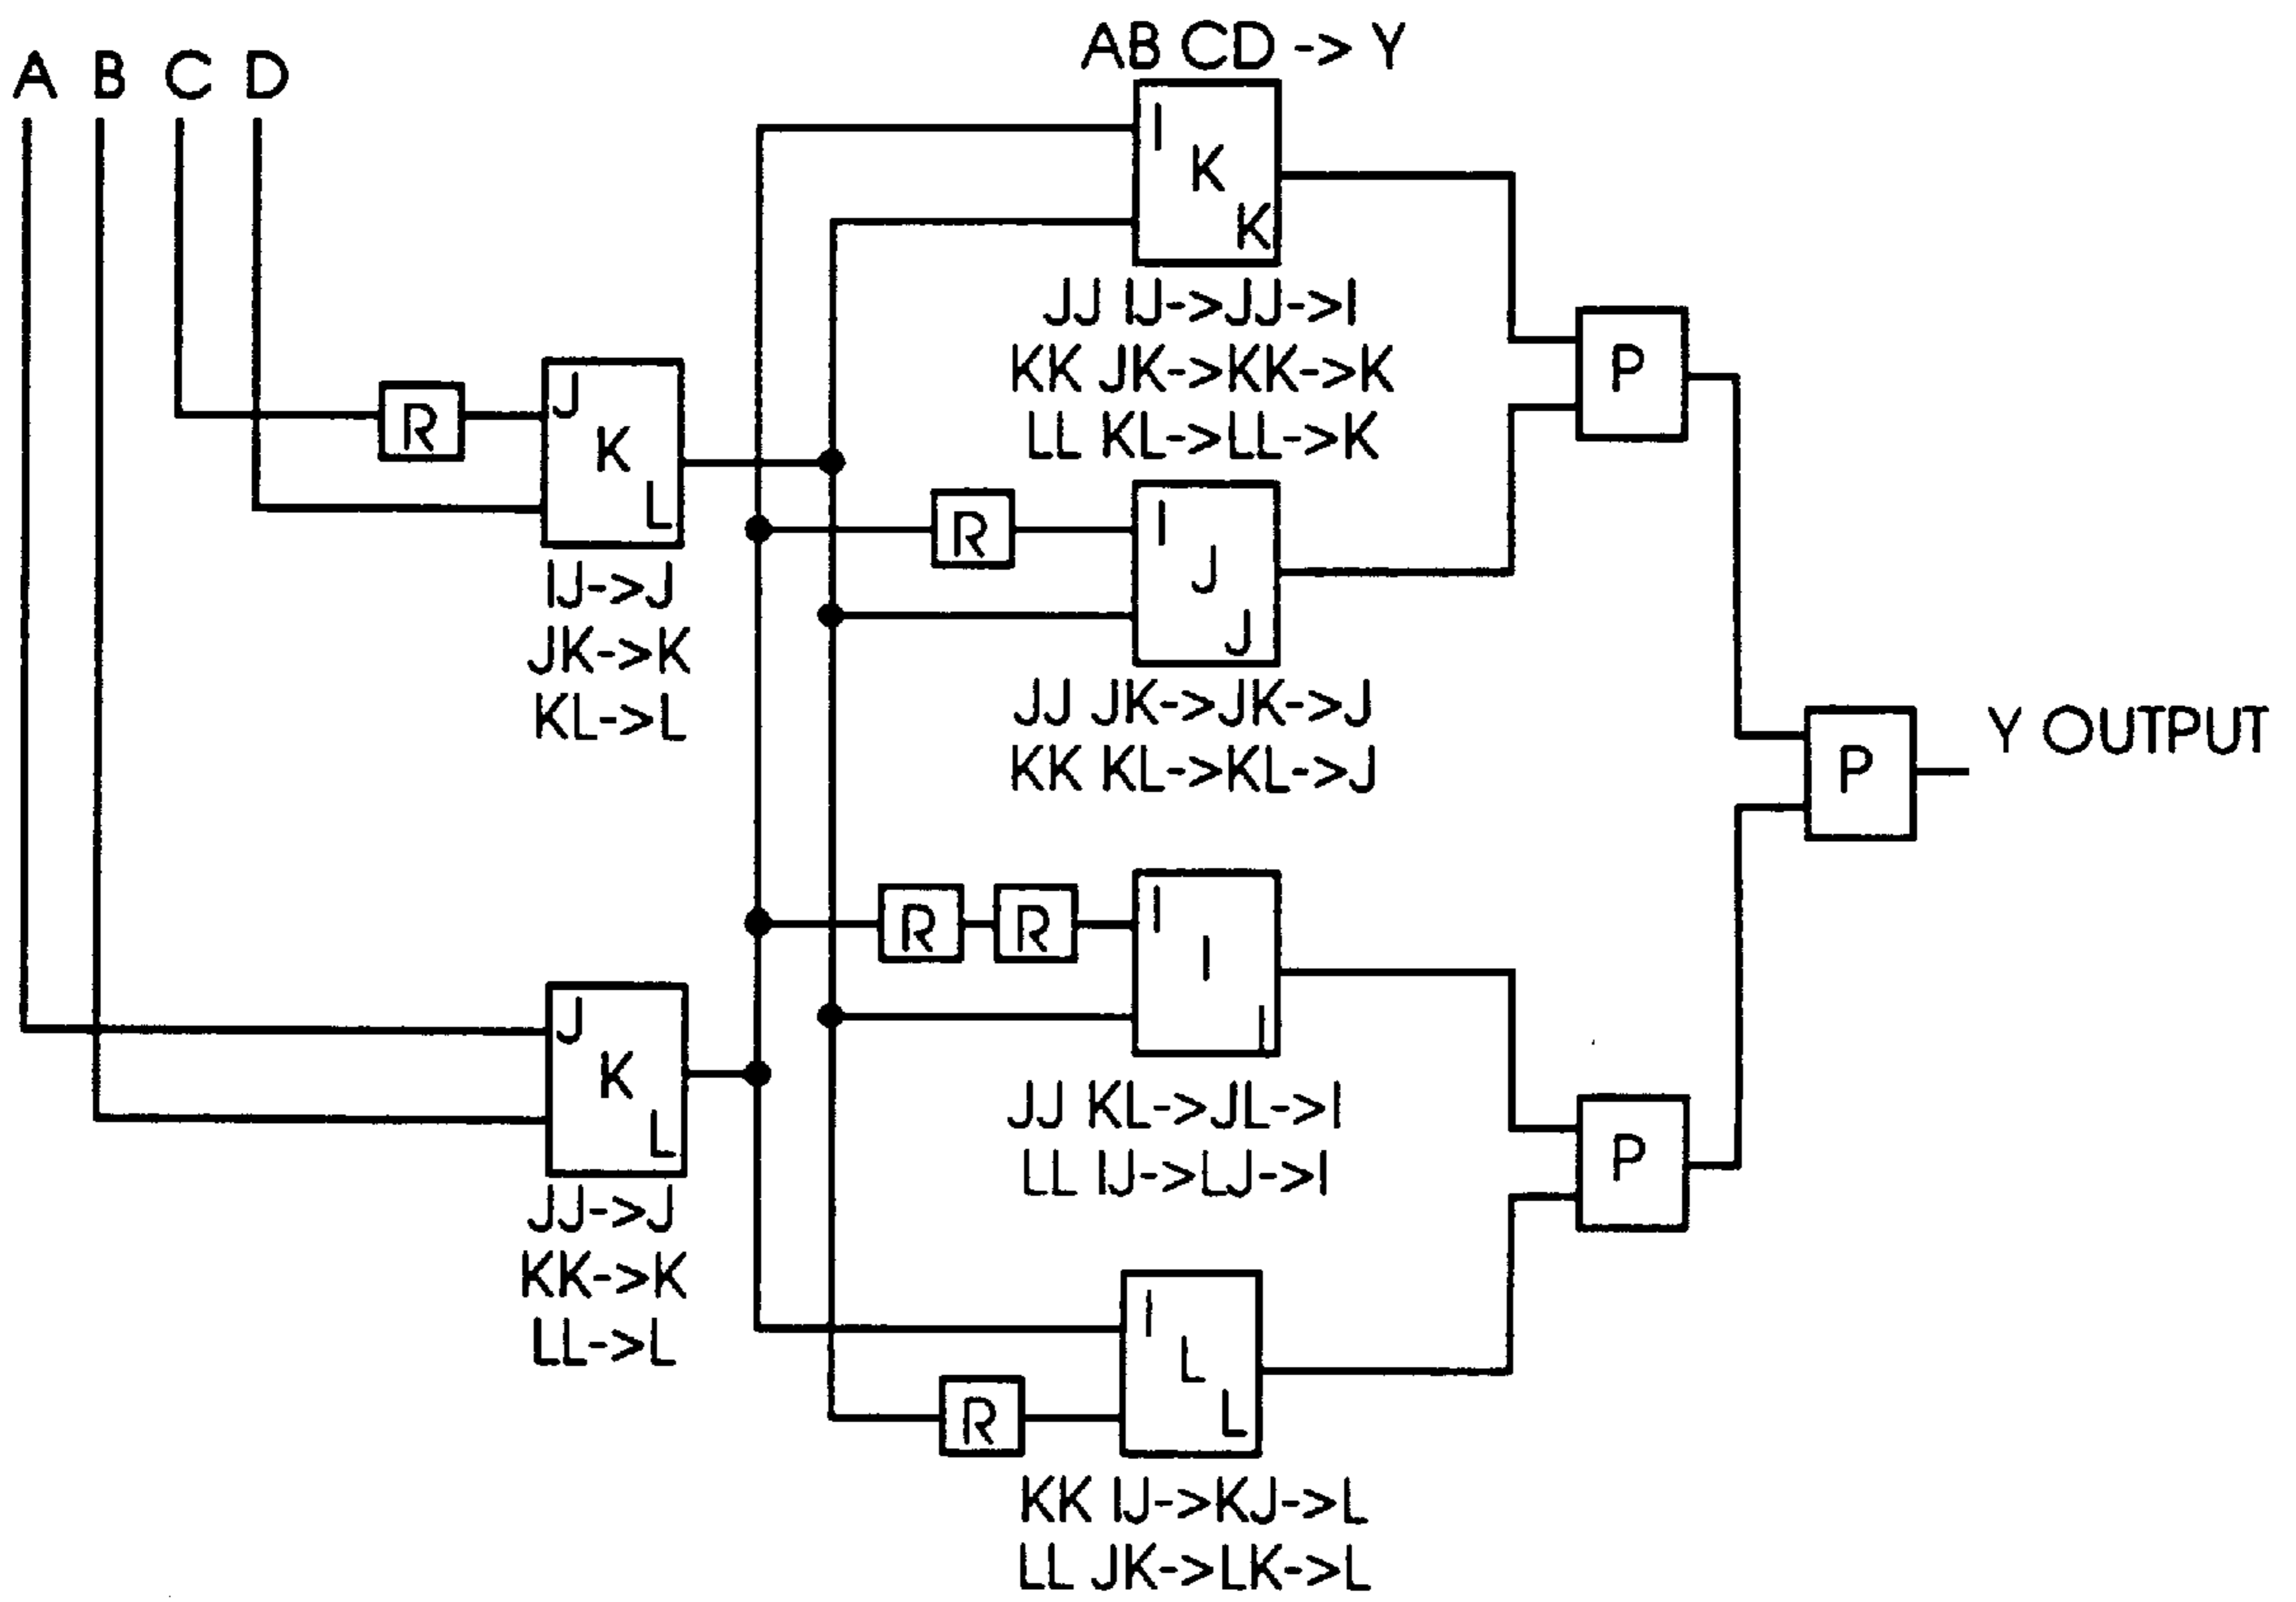 AB CD -> Y
A B C D
I
K
K
JJ IJ->JJ->I
KK JK->KK->K
LL KL->LL->K
P
R
J
K
L
IJ->J
JK->K
KL->L
R
I
J
J
JJ JK->JK->J
KK KL->KL->J
P
Y OUTPUT
R
R
I
I
I
JJ KL->JL->I
LL IJ->LJ->I
J
K
L
JJ->J
KK->K
LL->L
P
I
L
L
R
KK IJ->KJ->L
LL JK->LK->L